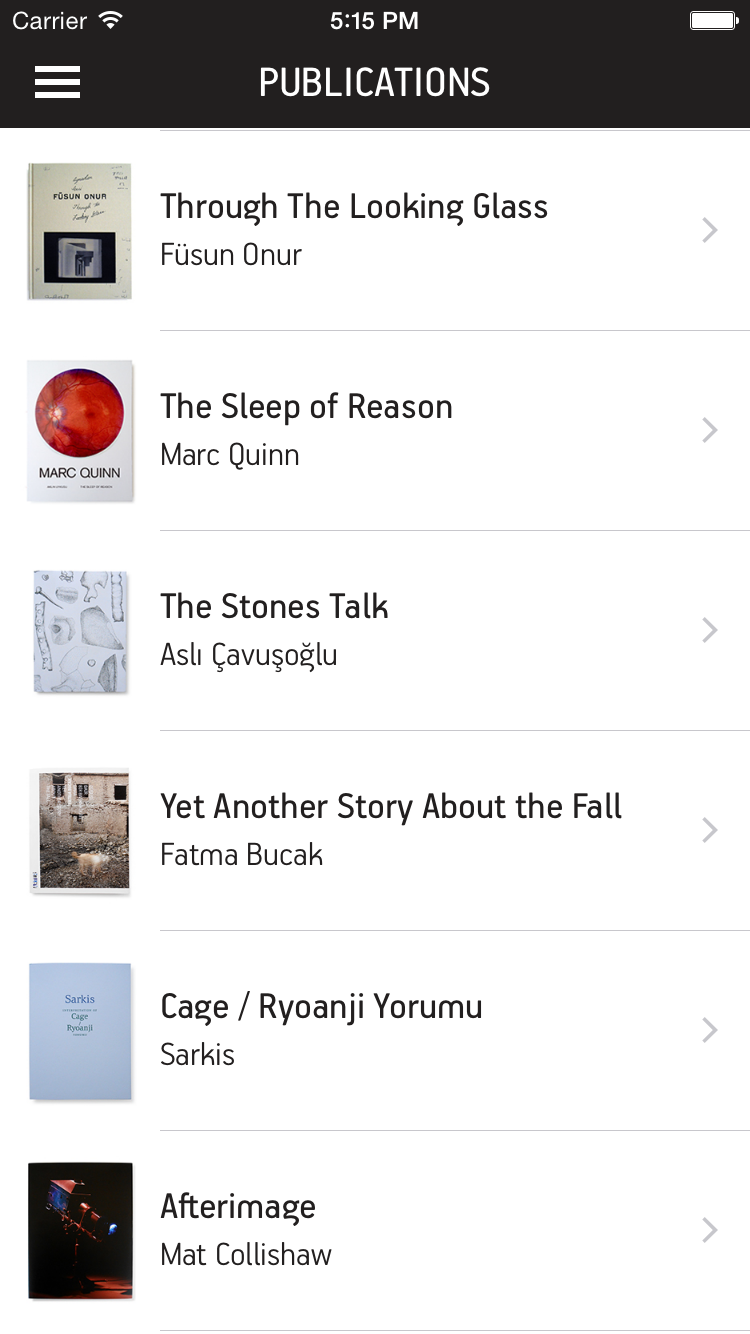 Carrier 5:15 PM
PUBLICATIONS
FÜSUN ONUR
Through The Looking Glass
Füsun Onur
MARC QUINN
The Sleep of Reason
Marc Quinn
The Stones Talk
Aslı Çavuşoğlu
Yet Another Story About the Fall
Fatma Bucak
Sarkis
Cage
Ryoanji
Cage / Ryoanji Yorumu
Sarkis
Afterimage
Mat Collishaw